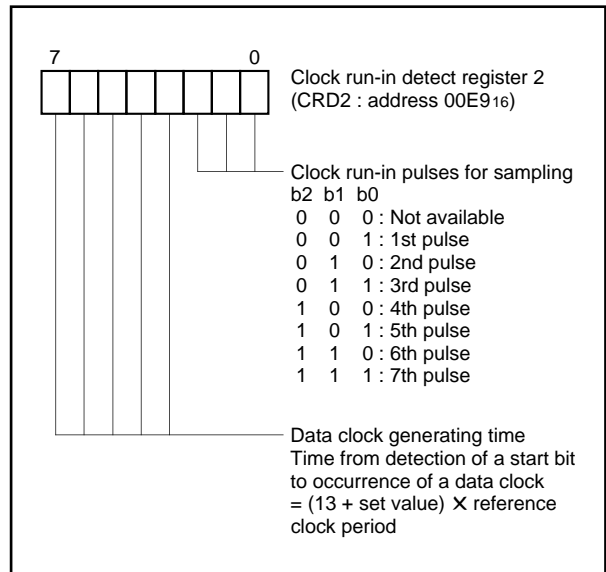 7 0
Clock run-in detect register 2
(CRD2 : address 00E916)
Clock run-in pulses for sampling
b2 b1 b0
0 0 0 : Not available
0 0 1 : 1st pulse
0 1 0 : 2nd pulse
0 1 1 : 3rd pulse
1 0 0 : 4th pulse
1 0 1 : 5th pulse
1 1 0 : 6th pulse
1 1 1 : 7th pulse
Data clock generating time
Time from detection of a start bit
to occurrence of a data clock
= (13 + set value) ✕ reference
clock period